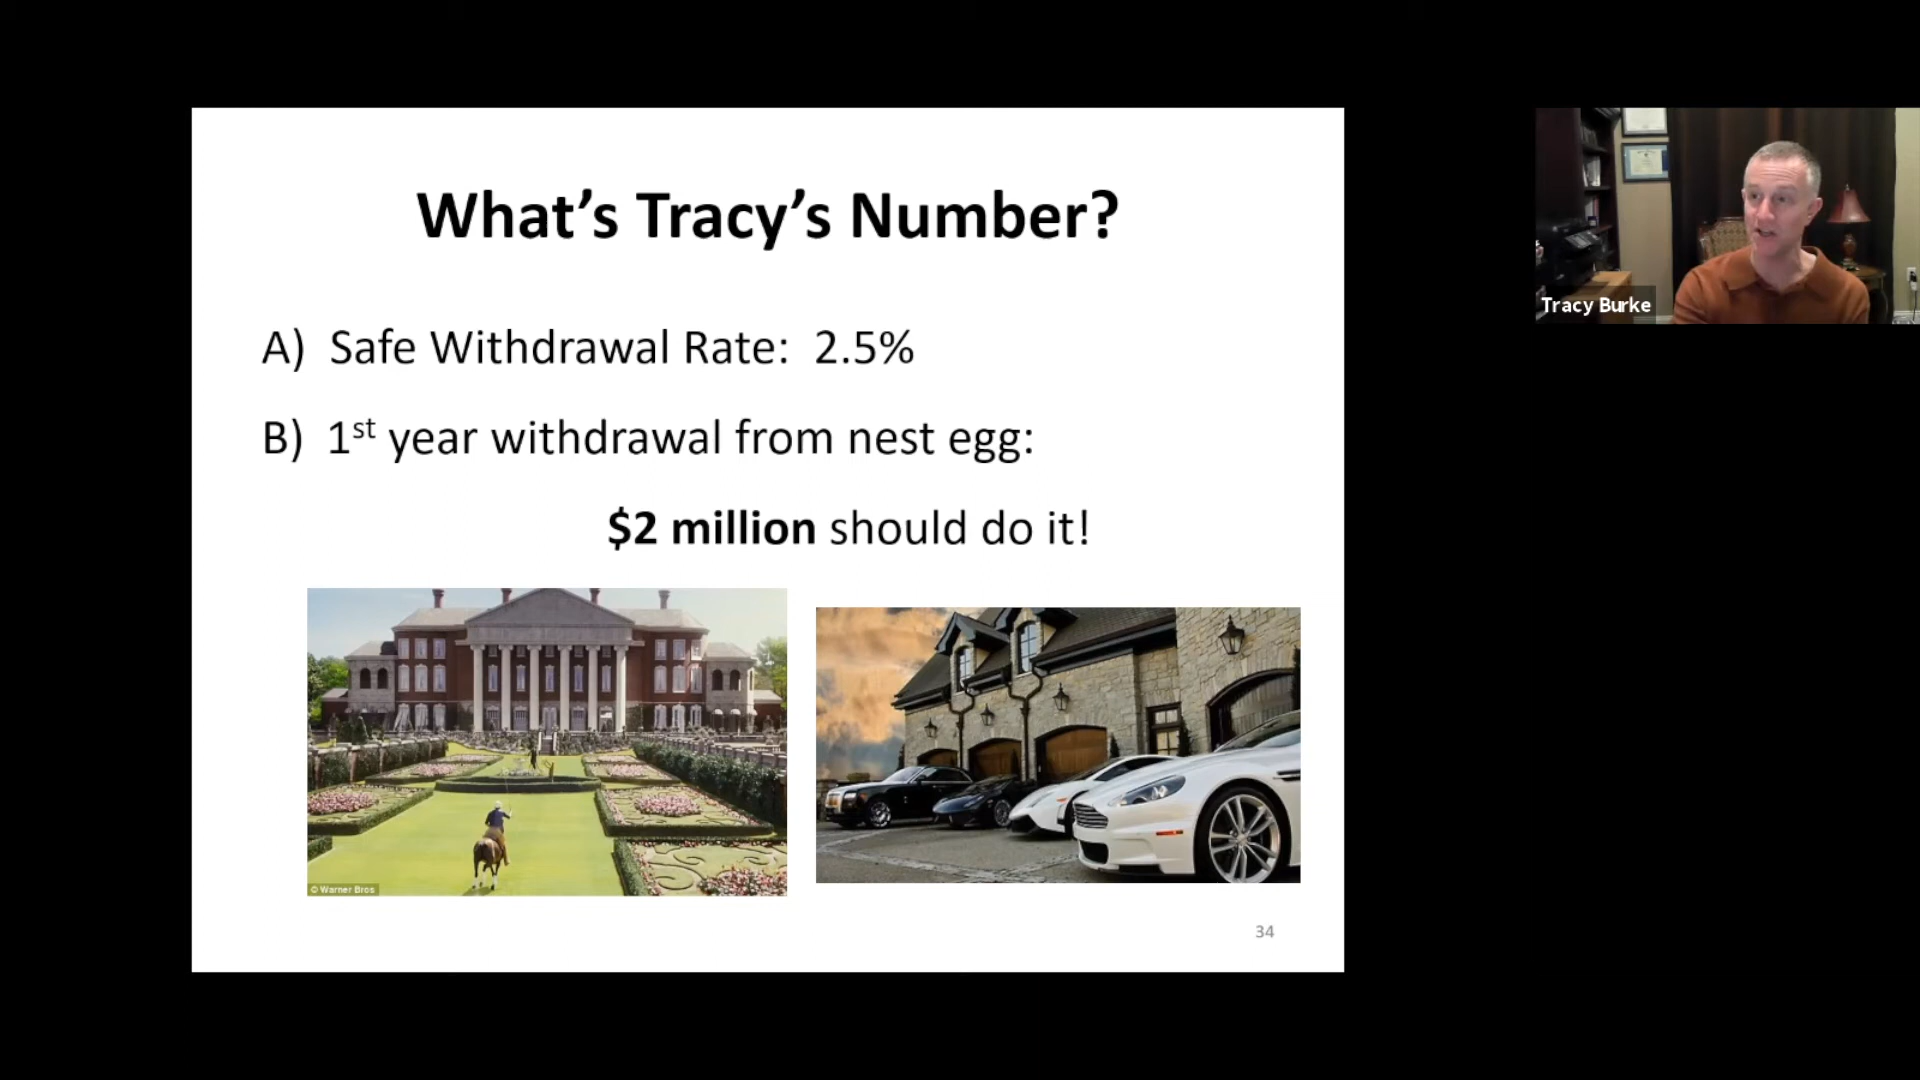 What’s Tracy’s Number?
A) Safe Withdrawal Rate: 2.5%
B) 1st year withdrawal from nest egg:
$2 million should do it!
© Warner Bros
34
Tracy Burke